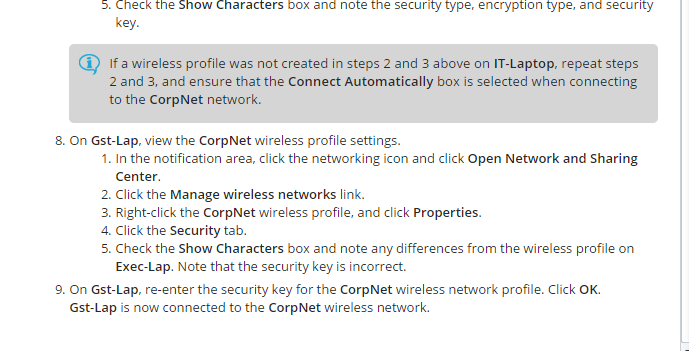 5. Check the Show Characters box and note the security type, encryption type, and security
key.
If a wireless profile was not created in steps 2 and 3 above on IT-Laptop, repeat steps
2 and 3, and ensure that the Connect Automatically box is selected when connecting
to the CorpNet network.
8. On Gst-Lap, view the CorpNet wireless profile settings.
1. In the notification area, click the networking icon and click Open Network and Sharing
Center.
2. Click the Manage wireless networks link.
3. Right-click the CorpNet wireless profile, and click Properties.
4. Click the Security tab.
5. Check the Show Characters box and note any differences from the wireless profile on
Exec-Lap. Note that the security key is incorrect.
9. On Gst-Lap, re-enter the security key for the CorpNet wireless network profile. Click OK.
Gst-Lap is now connected to the CorpNet wireless network.